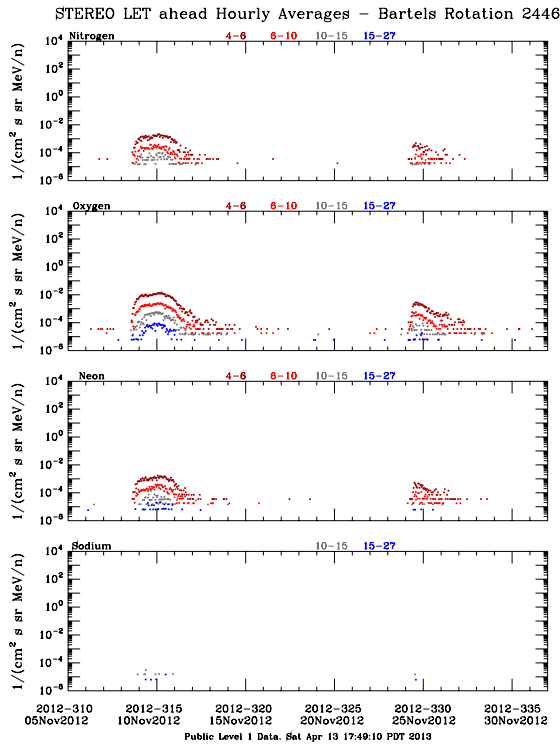 STEREO LET ahead Hourly Averages - Bartels Rotation 2446
Nitrogen 4-6 6-10 10-15 15-27
10^4
10^2
10^0
10^-2
10^-4
10^-6
1/(cm^2 s sr MeV/n)
Oxygen 4-6 6-10 10-15 15-27
10^4
10^2
10^0
10^-2
10^-4
10^-6
1/(cm^2 s sr MeV/n)
Neon 4-6 6-10 10-15 15-27
10^4
10^2
10^0
10^-2
10^-4
10^-6
1/(cm^2 s sr MeV/n)
Sodium 10-15 15-27
10^4
10^2
10^0
10^-2
10^-4
10^-6
1/(cm^2 s sr MeV/n)
2012-310 2012-315 2012-320 2012-325 2012-330 2012-335
05Nov2012 10Nov2012 15Nov2012 20Nov2012 25Nov2012 30Nov2012
Public Level 1 Data. Sat Apr 13 17:49:10 PDT 2013